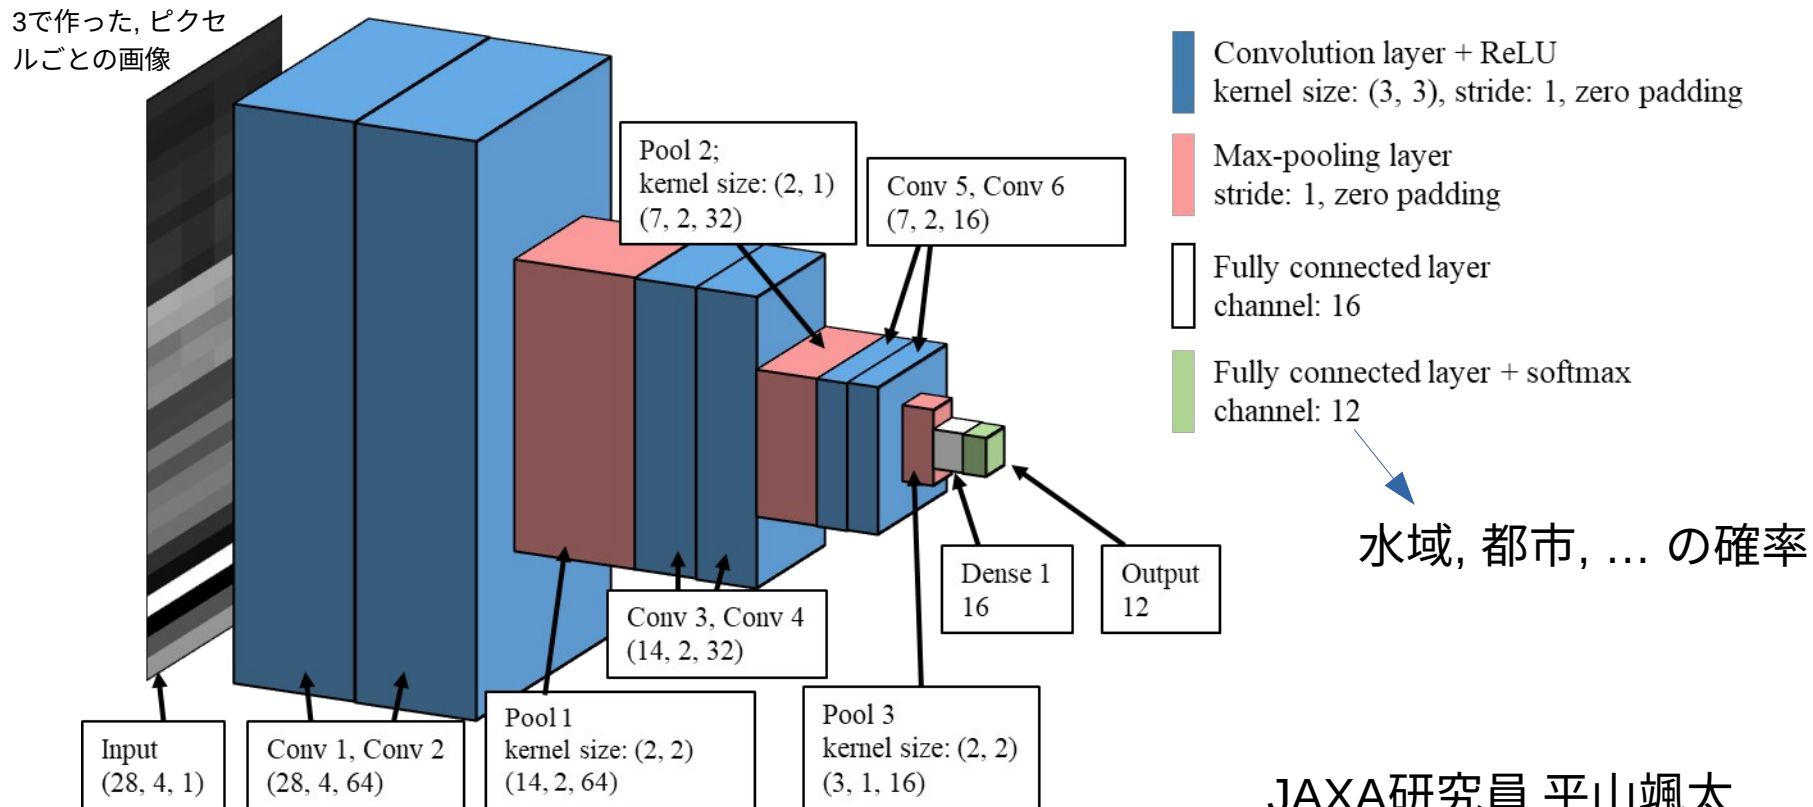 3で作った, ピクセ
ルごとの画像
Convolution layer + ReLU
kernel size: (3, 3), stride: 1, zero padding
Max-pooling layer
stride: 1, zero padding
Fully connected layer
channel: 16
Fully connected layer + softmax
channel: 12
水域, 都市, … の確率
Pool 2;
kernel size: (2, 1)
(7, 2, 32)
Conv 5, Conv 6
(7, 2, 16)
Dense 1
16
Output
12
Conv 3, Conv 4
(14, 2, 32)
Input
(28, 4, 1)
Conv 1, Conv 2
(28, 4, 64)
Pool 1
kernel size: (2, 2)
(14, 2, 64)
Pool 3
kernel size: (2, 2)
(3, 1, 16)
JAXA研究員 平山颯太